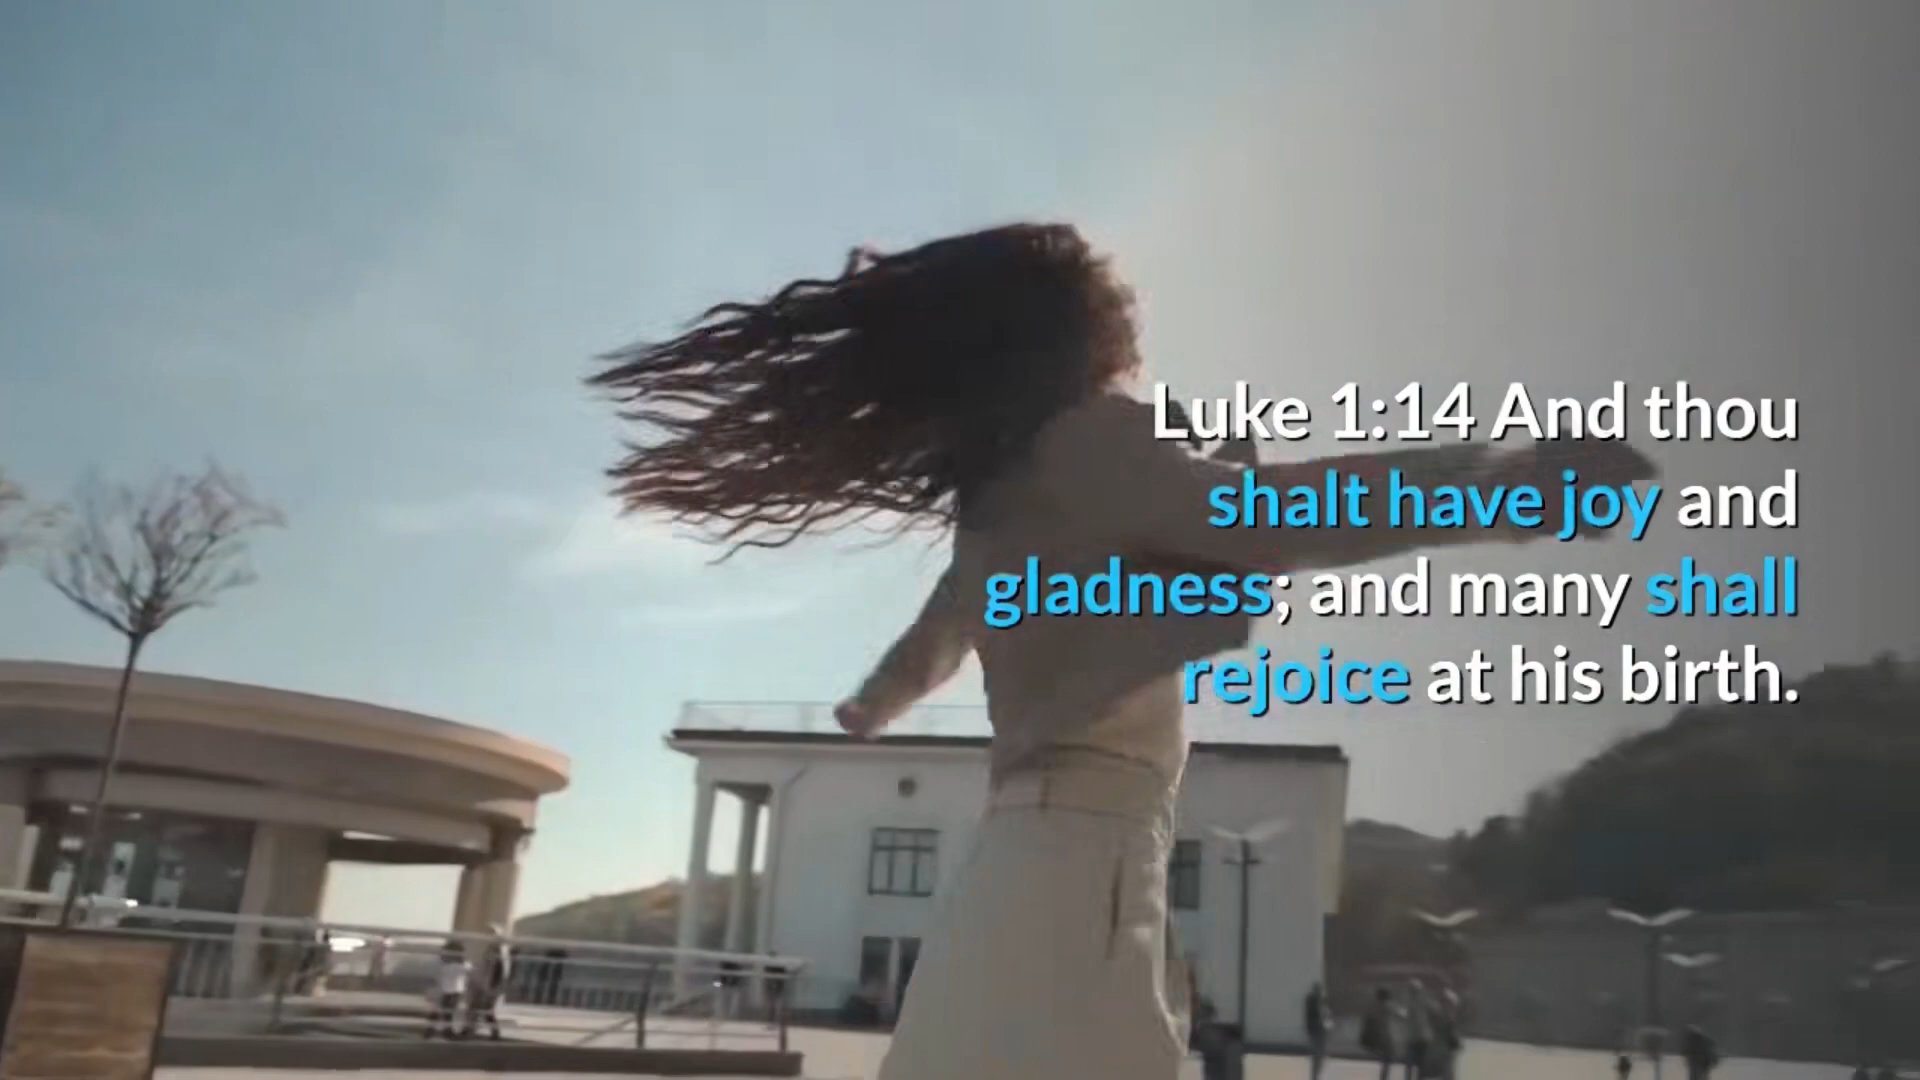 Luke 1:14 And thou
shalt have joy and
gladness; and many shall
rejoice at his birth.